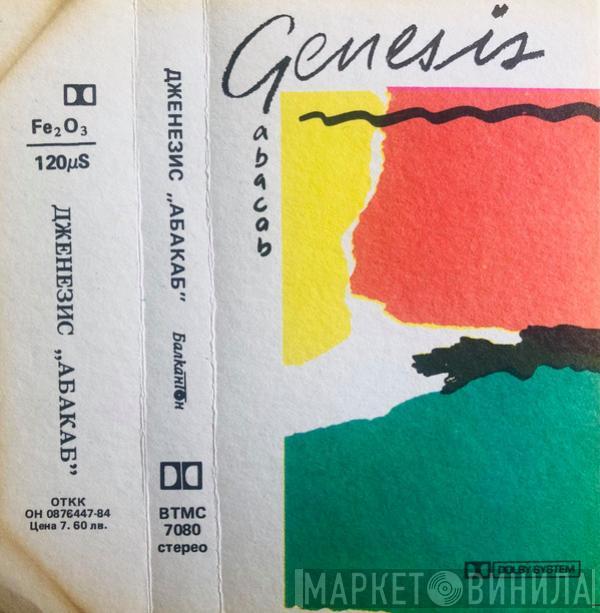 Fe₂O₃
120µS
ДЖЕНЕЗИС „АБАКАБ”
ОТКК
ОН 0876447-84
Цена 7. 60 лв.
ДЖЕНЕЗИС „АБАКАБ”
Балкантон
ВТМС
7080
стерео
Genesis
abacab
DOLBY SYSTEM
МАРКЕТ ВИНИЛА